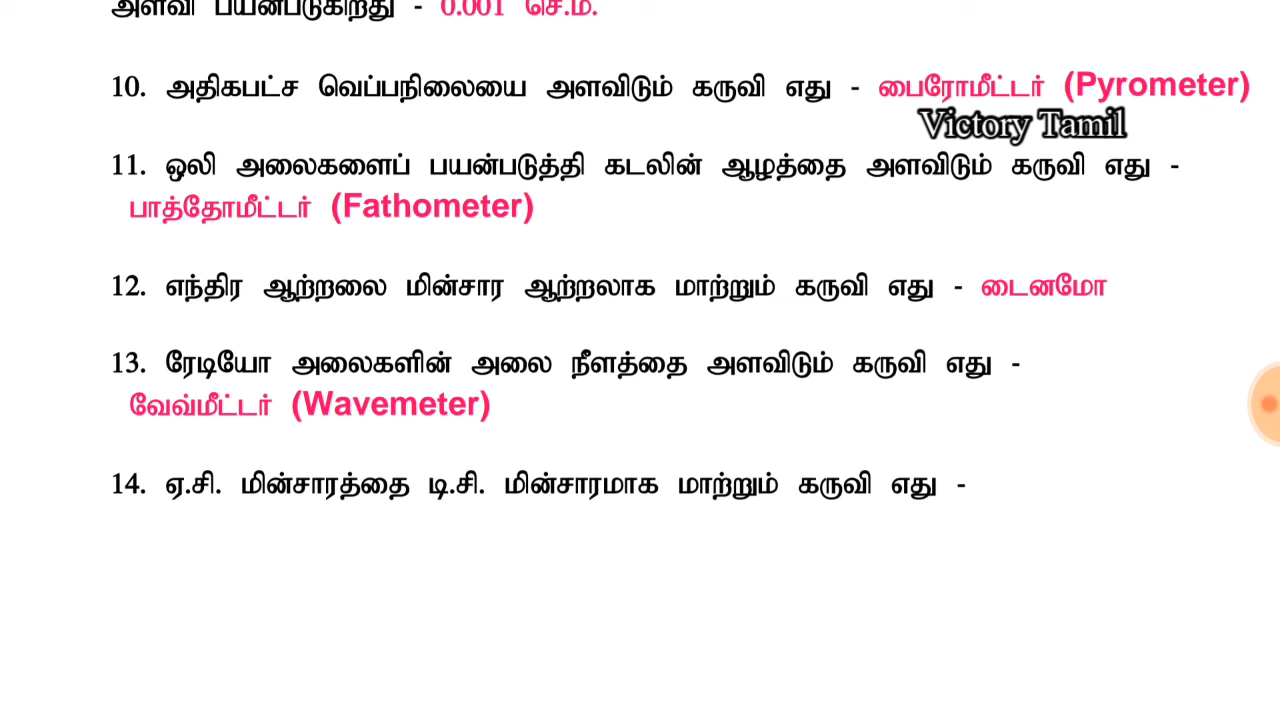 அளவி பயன்படுகிறது - 0.001 செ.மீ.
10. அதிகபட்ச வெப்பநிலையை அளவிடும் கருவி எது - பைரோமீட்டர் (Pyrometer)
Victory Tamil
11. ஒலி அலைகளைப் பயன்படுத்தி கடலின் ஆழத்தை அளவிடும் கருவி எது -
பாத்தோமீட்டர் (Fathometer)
12. எந்திர ஆற்றலை மின்சார ஆற்றலாக மாற்றும் கருவி எது - டைனமோ
13. ரேடியோ அலைகளின் அலை நீளத்தை அளவிடும் கருவி எது -
வேவ்மீட்டர் (Wavemeter)
14. ஏ.சி. மின்சாரத்தை டி.சி. மின்சாரமாக மாற்றும் கருவி எது -